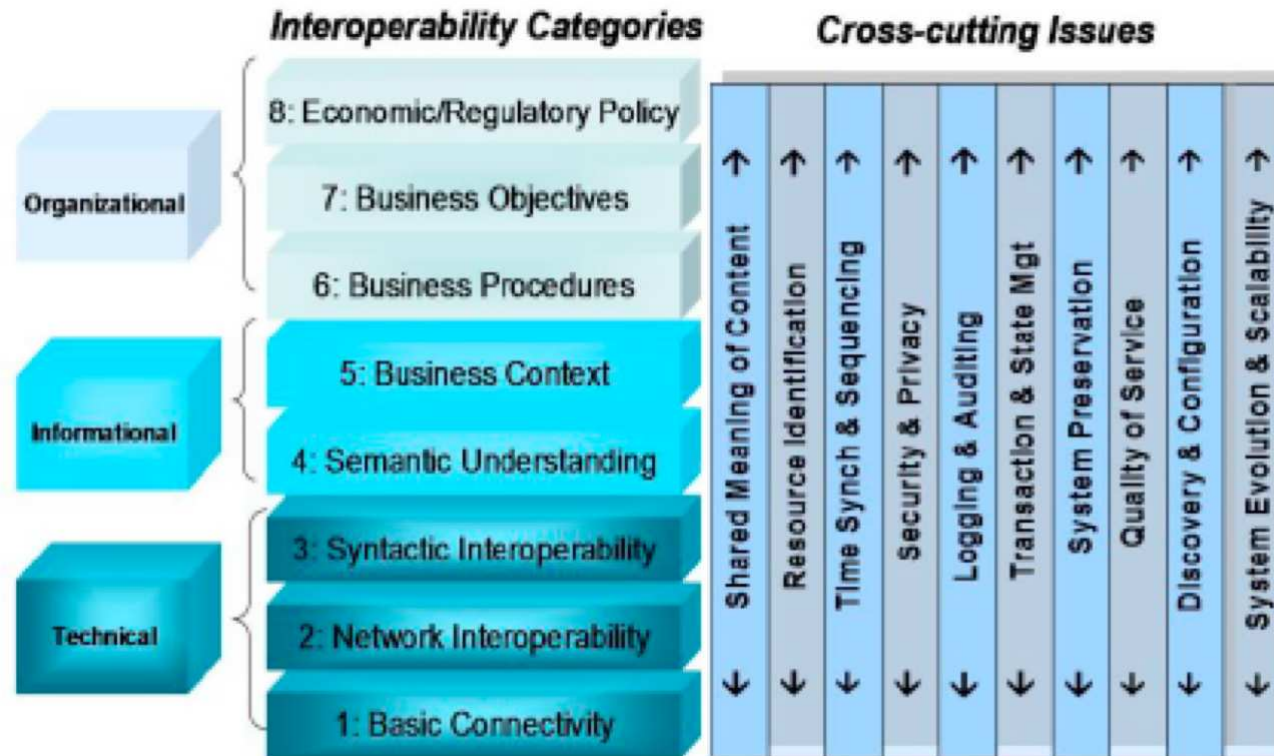 Interoperability Categories
Cross-cutting Issues
Organizational
8: Economic/Regulatory Policy
7: Business Objectives
6: Business Procedures
Informational
5: Business Context
4: Semantic Understanding
Technical
3: Syntactic Interoperability
2: Network Interoperability
1: Basic Connectivity
Shared Meaning of Content
Resource Identification
Time Synch & Sequencing
Security & Privacy
Logging & Auditing
Transaction & State Mgt
System Preservation
Quality of Service
Discovery & Configuration
System Evolution & Scalability